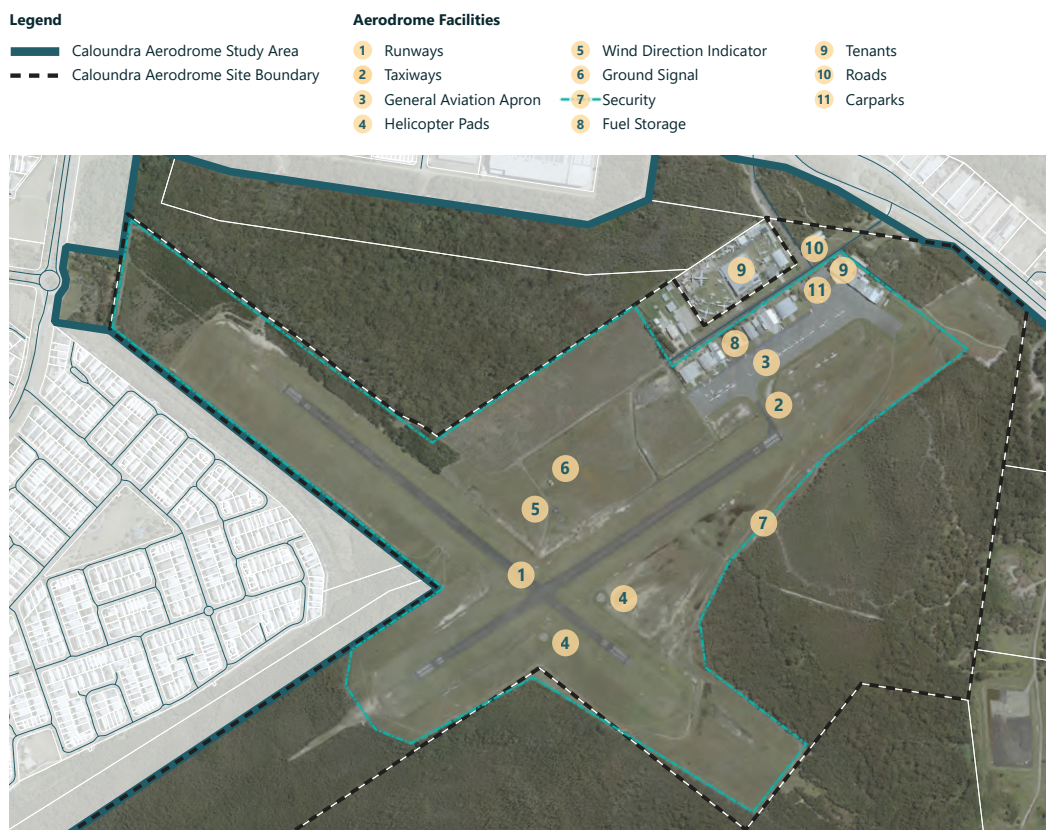 Legend
Caloundra Aerodrome Study Area
Caloundra Aerodrome Site Boundary
Aerodrome Facilities
1 Runways
2 Taxiways
3 General Aviation Apron
4 Helicopter Pads
5 Wind Direction Indicator
6 Ground Signal
7 Security
8 Fuel Storage
9 Tenants
10 Roads
11 Carparks
10
9
9
11
8
3
2
6
5
7
1
4
4